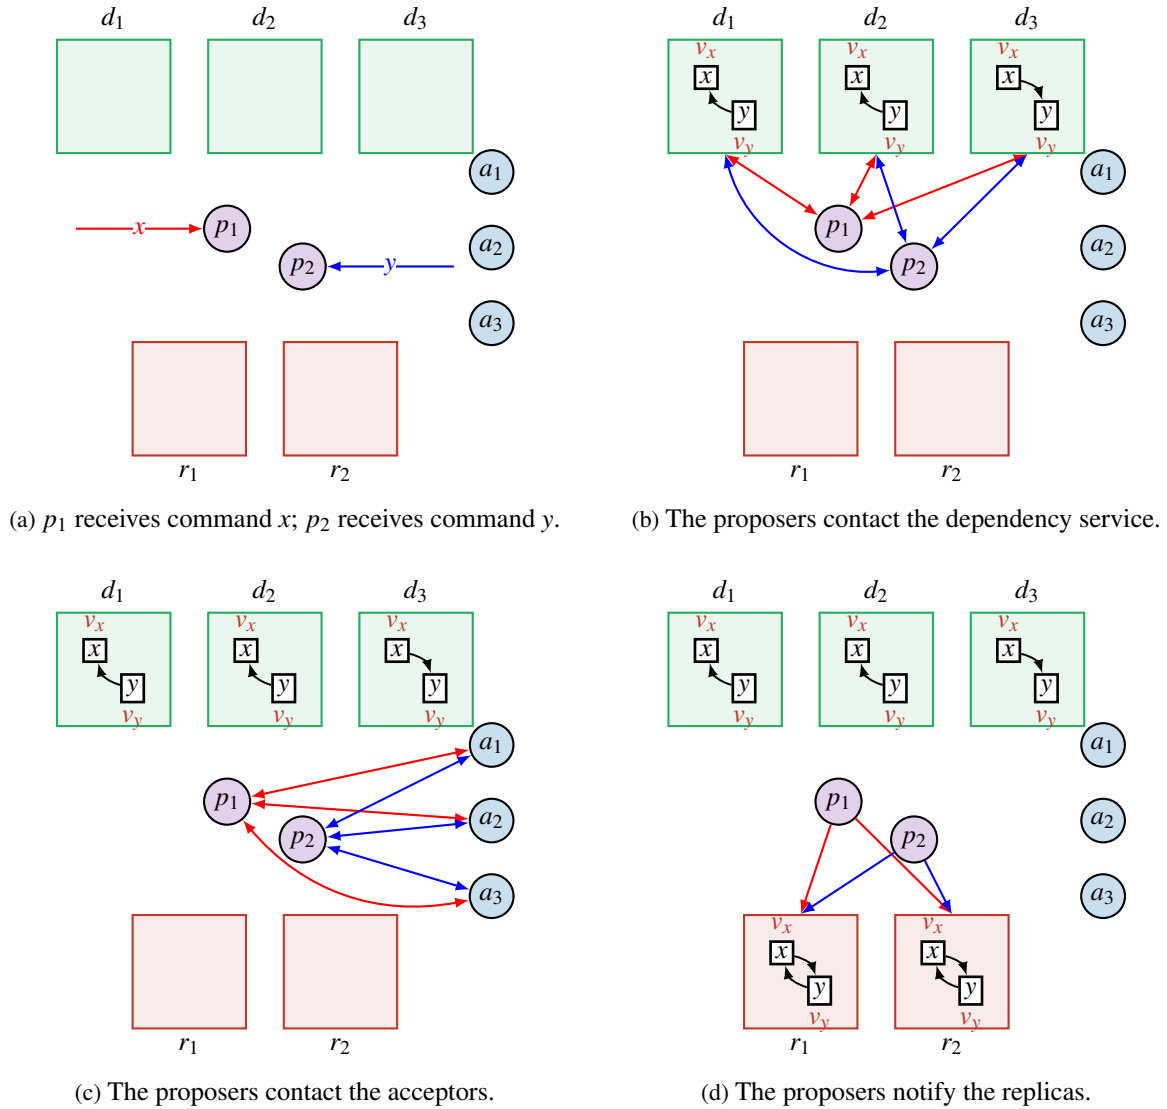 d1 d2 d3 d1 d2 d3
vx vx vx
x x x
y y y
vy vy vy
a1 a1
x p1 p1
p2 y a2 p2 a2
a3 a3
r1 r2 r1 r2
(a) p1 receives command x; p2 receives command y. (b) The proposers contact the dependency service.
d1 d2 d3 d1 d2 d3
vx vx vx vx vx vx
x x x x x x
y y y y y y
vy vy vy vy vy vy
a1 a1
p1 p1
p2 a2 p2 a2
a3 a3
vx vx
x x
y y
vy vy
r1 r2 r1 r2
(c) The proposers contact the acceptors. (d) The proposers notify the replicas.